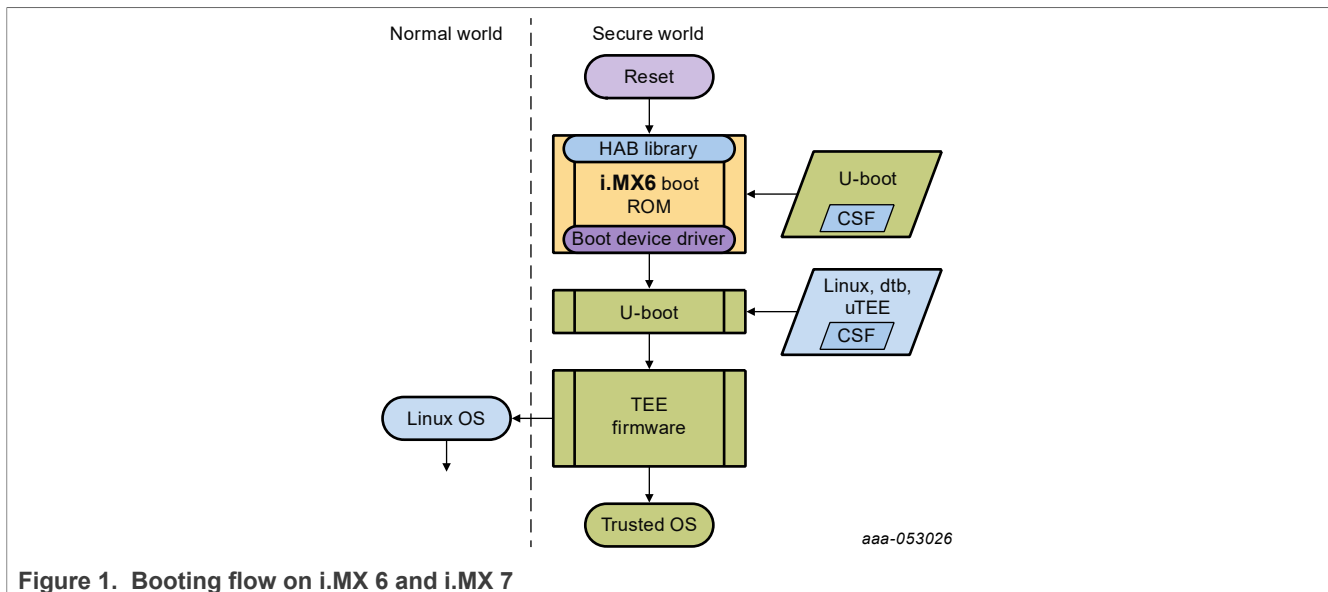 Normal world
Secure world
Reset
HAB library
i.MX6 boot
ROM
Boot device driver
U-boot
CSF
U-boot
Linux, dtb,
uTEE
CSF
TEE
firmware
Linux OS
Trusted OS
aaa-053026
Figure 1. Booting flow on i.MX 6 and i.MX 7